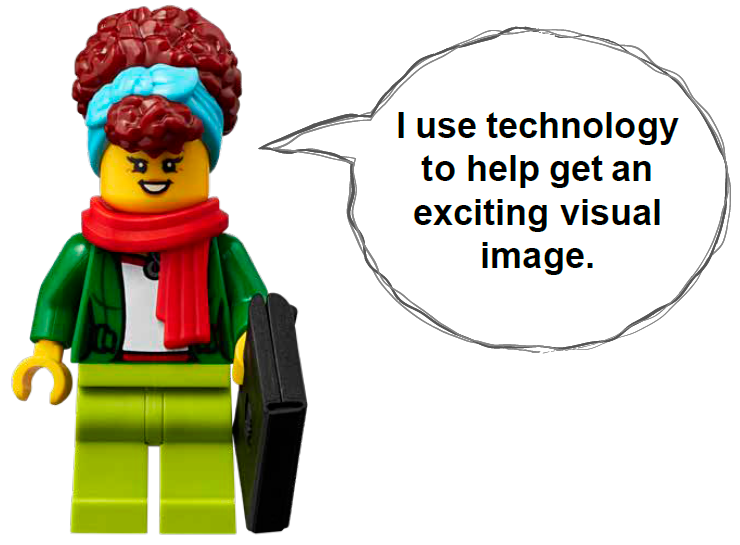 I use technology
to help get an
exciting visual
image.